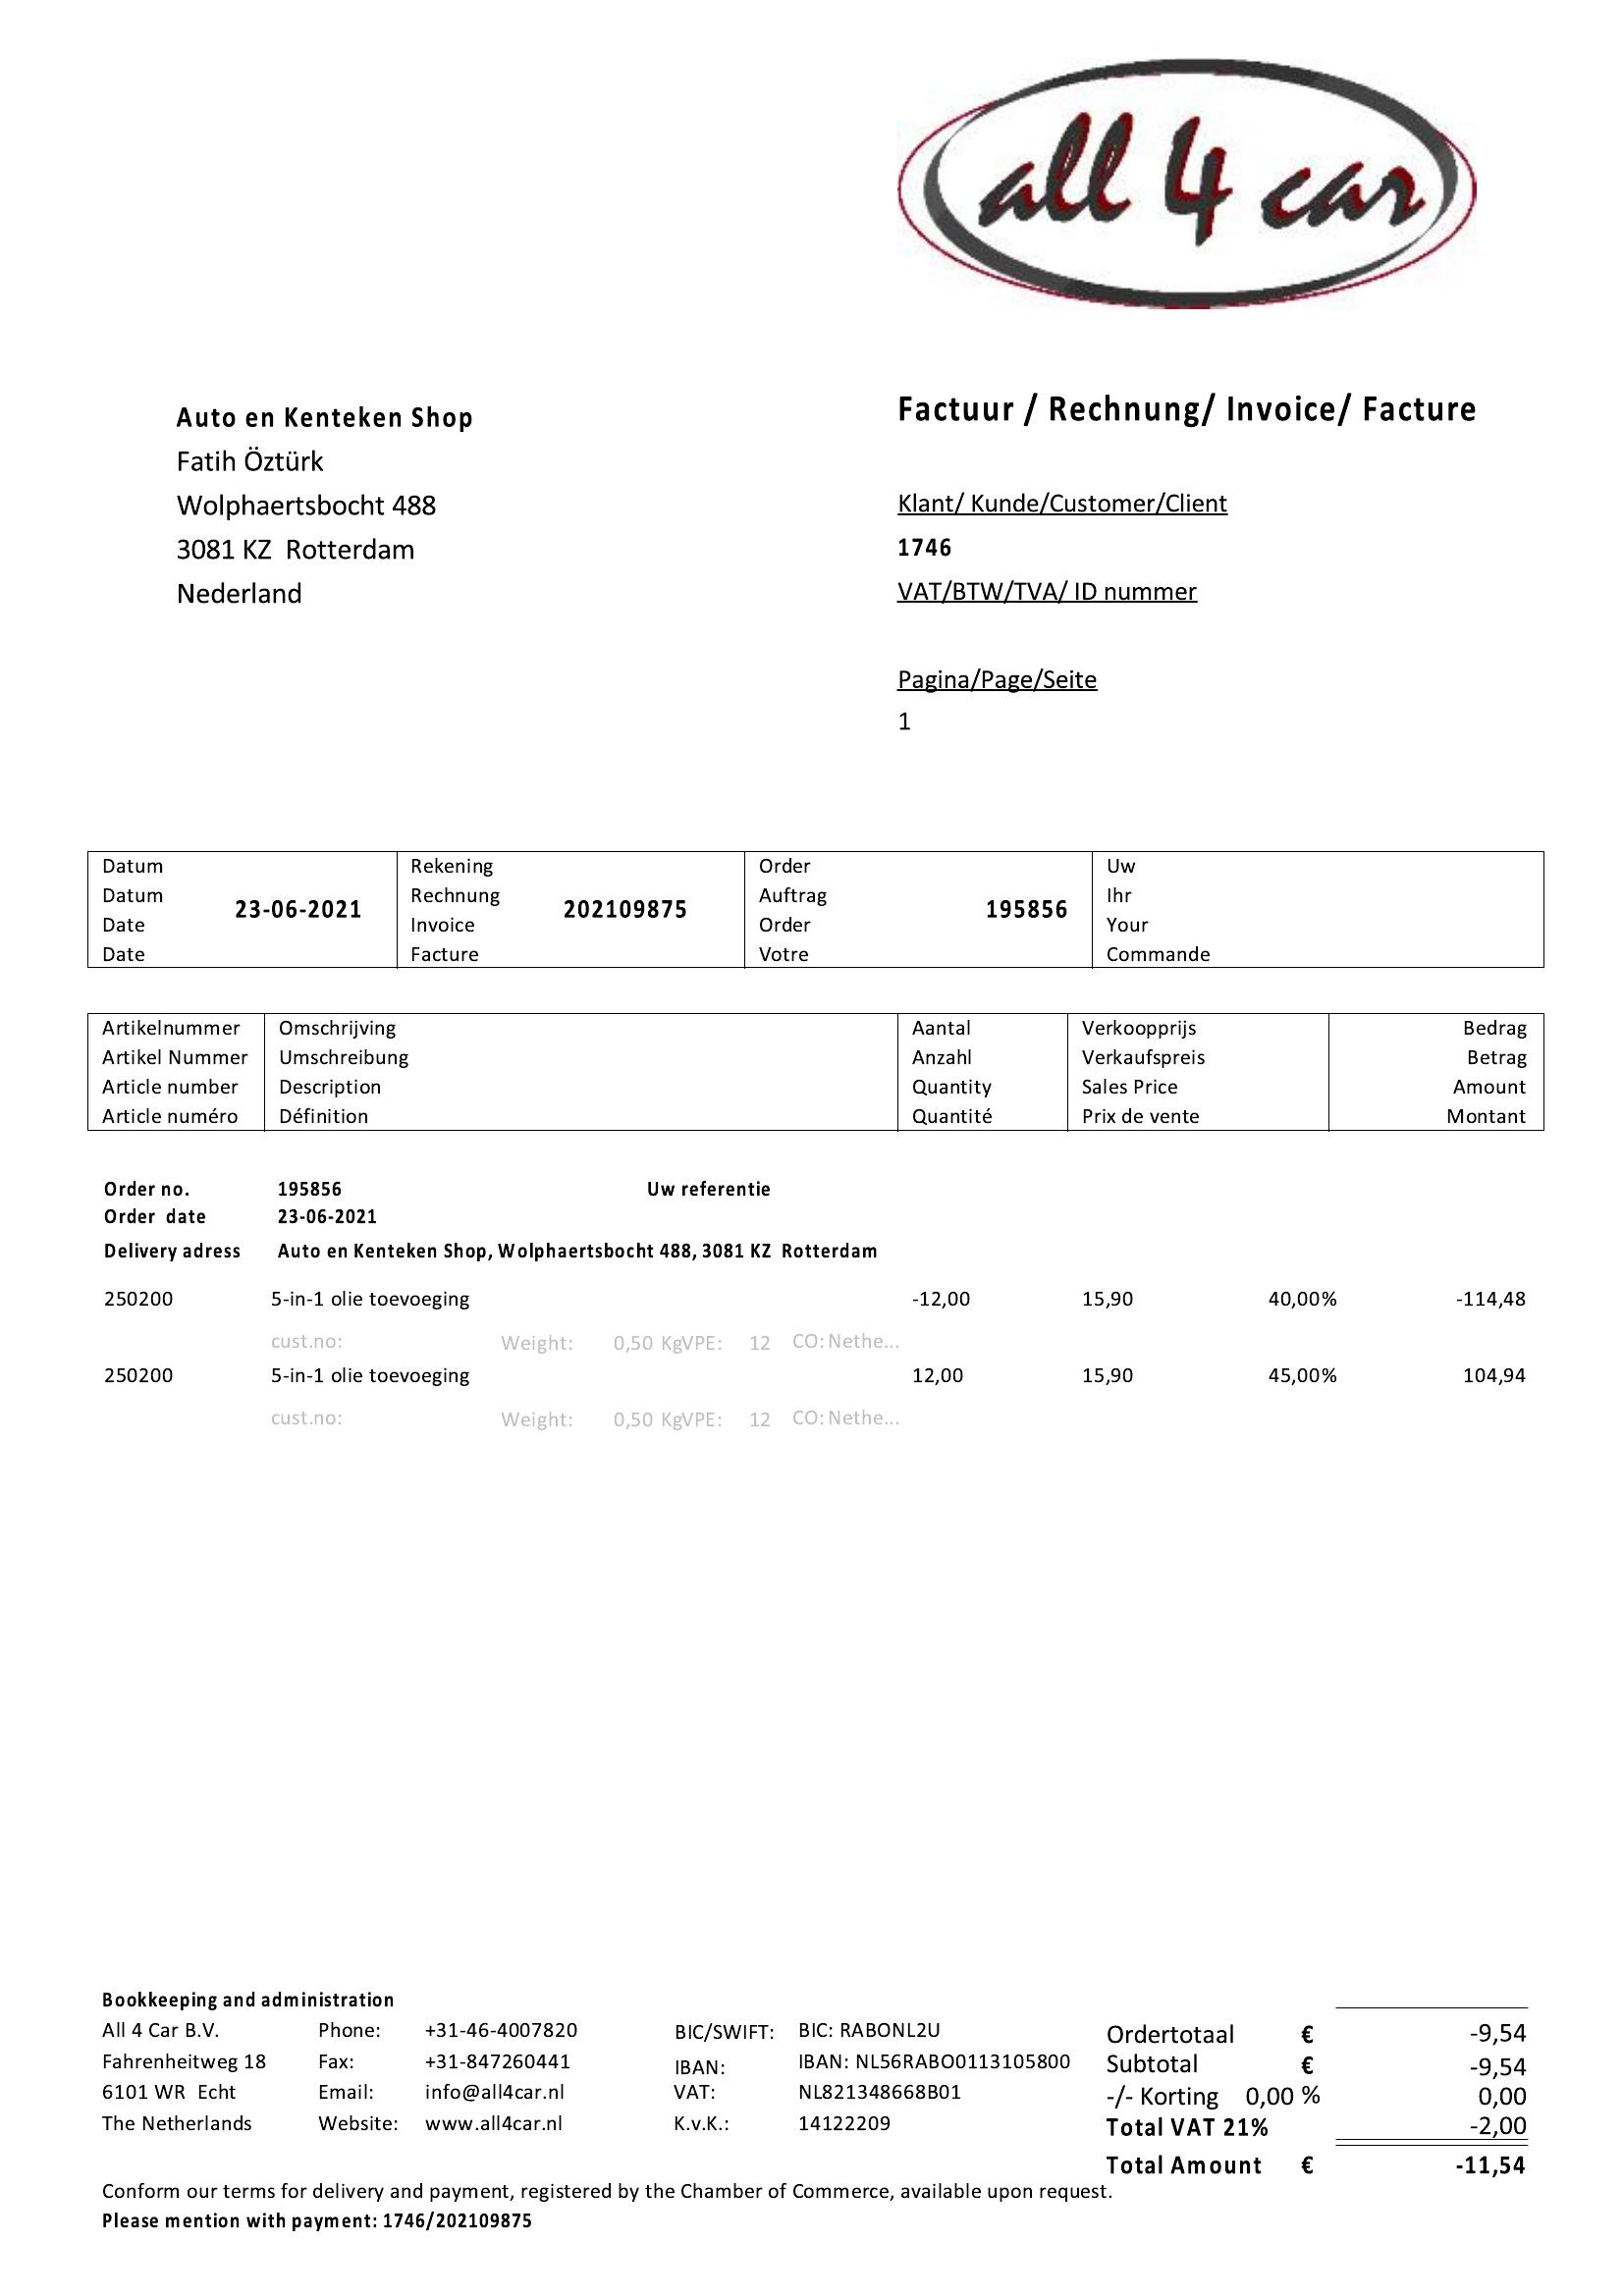 all 4 car
Auto en Kenteken Shop
Fatih Öztürk
Wolphaertsbocht 488
3081 KZ  Rotterdam
Nederland
Factuur / Rechnung/ Invoice/ Facture
Klant/ Kunde/Customer/Client
1746
VAT/BTW/TVA/ ID nummer
Pagina/Page/Seite
1
Datum
Datum
Date
Date
23-06-2021
Rekening
Rechnung
Invoice
Facture
202109875
Order
Auftrag
Order
Votre
195856
Uw
Ihr
Your
Commande
Artikelnummer Omschrijving Aantal Verkoopprijs Bedrag
Artikel Nummer Umschreibung Anzahl Verkaufspreis Betrag
Article number Description Quantity Sales Price Amount
Article numéro Définition Quantité Prix de vente Montant
Order no. 195856 Uw referentie
Order  date 23-06-2021
Delivery adress Auto en Kenteken Shop, Wolphaertsbocht 488, 3081 KZ  Rotterdam
250200 5-in-1 olie toevoeging -12,00 15,90 40,00% -114,48
cust.no: Weight: 0,50 KgVPE: 12 CO: Nethe...
250200 5-in-1 olie toevoeging 12,00 15,90 45,00% 104,94
cust.no: Weight: 0,50 KgVPE: 12 CO: Nethe...
Bookkeeping and administration
All 4 Car B.V. Phone: +31-46-4007820 BIC/SWIFT: BIC: RABONL2U
Fahrenheitweg 18 Fax: +31-847260441 IBAN: IBAN: NL56RABO0113105800
6101 WR  Echt Email: info@all4car.nl VAT: NL821348668B01
The Netherlands Website: www.all4car.nl K.v.K.: 14122209
Ordertotaal € -9,54
Subtotal € -9,54
-/- Korting 0,00 % 0,00
Total VAT 21% -2,00
Total Amount € -11,54
Conform our terms for delivery and payment, registered by the Chamber of Commerce, available upon request.
Please mention with payment: 1746/202109875